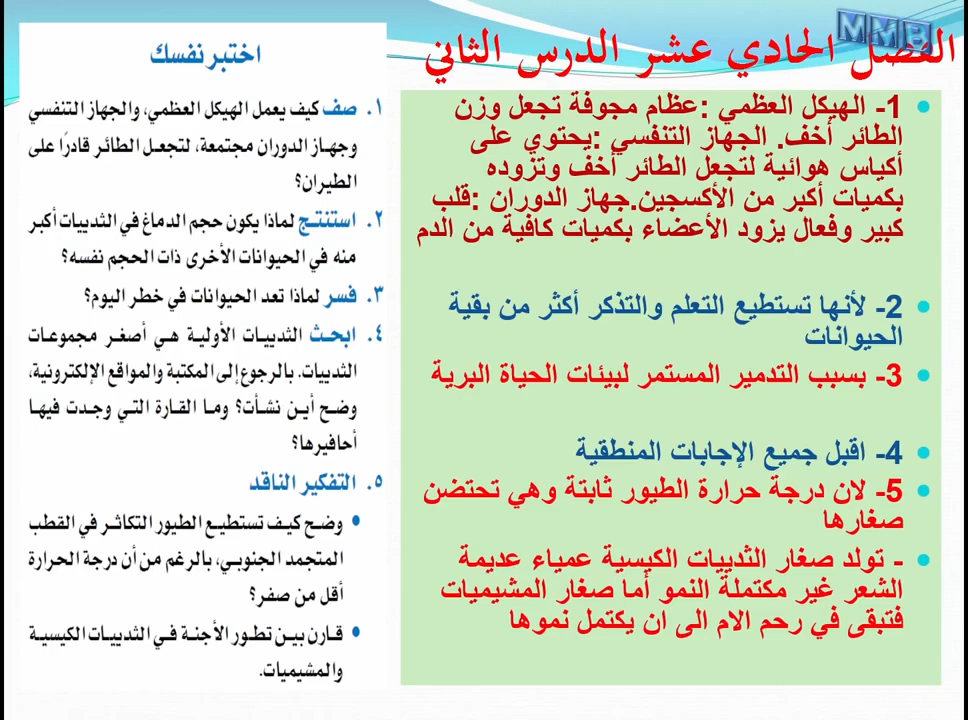 MMB
الفصل الحادي عشر الدرس الثاني
1- الهيكل العظمي :عظام مجوفة تجعل وزن
الطائر أخف. الجهاز التنفسي :يحتوي على
أكياس هوائية لتجعل الطائر أخف وتزوده
بكميات أكبر من الأكسجين.جهاز الدوران :قلب
كبير وفعال يزود الأعضاء بكميات كافية من الدم
2- لأنها تستطيع التعلم والتذكر أكثر من بقية
الحيوانات
3- بسبب التدمير المستمر لبيئات الحياة البرية
4- اقبل جميع الإجابات المنطقية
5- لان درجة حرارة الطيور ثابتة وهي تحتضن
صغارها
- تولد صغار الثدييات الكيسية عمياء عديمة
الشعر غير مكتملة النمو أما صغار المشيميات
فتبقى في رحم الام الى ان يكتمل نموها
اختبر نفسك
١. صف كيف يعمل الهيكل العظمي، والجهاز التنفسي
وجهاز الدوران مجتمعة، لتجعل الطائر قادرًا على
الطيران؟
٢. استنتج لماذا يكون حجم الدماغ في الثدييات أكبر
منه في الحيوانات الأخرى ذات الحجم نفسه؟
٣. فسر لماذا تعد الحيوانات في خطر اليوم؟
٤. ابحث الثدييات الأولية هي أصغر مجموعات
الثدييات. بالرجوع إلى المكتبة والمواقع الإلكترونية،
وضح أين نشأت؟ وما القارة التي وجدت فيها
أحافيرها؟
٥. التفكير الناقد
وضح كيف تستطيع الطيور التكاثر في القطب
المتجمد الجنوبي، بالرغم من أن درجة الحرارة
أقل من صفر؟
قارن بين تطور الأجنة في الثدييات الكيسية
والمشيميات.